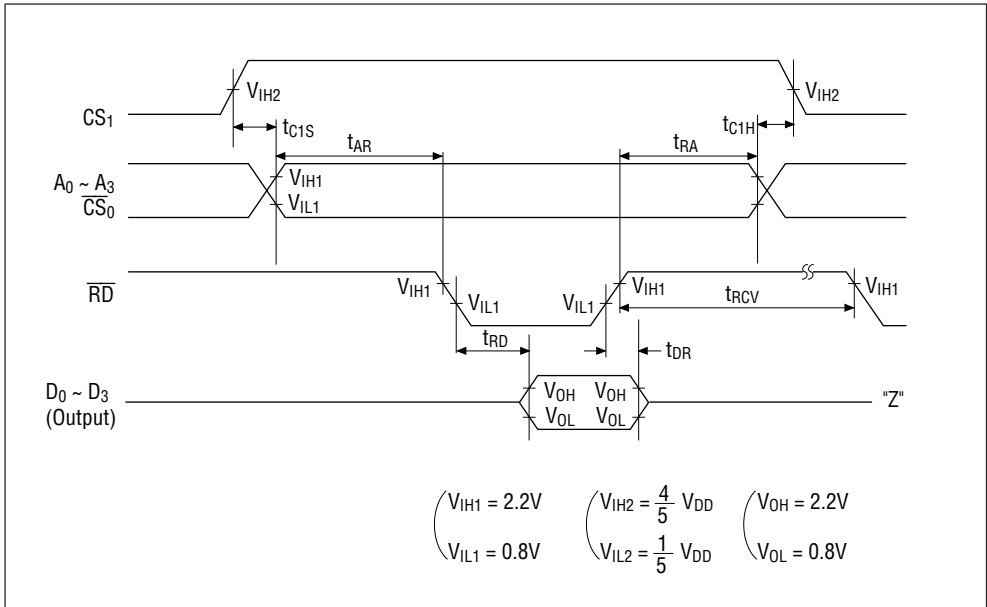 CS1
VIH2
VIH2
tC1S
tC1H
tAR
tRA
A0 ~ A3
CS0
VIH1
VIL1
RD
VIH1
VIL1
VIL1
VIH1
VIH1
tRCV
tRD
tDR
D0 ~ D3
(Output)
VOH
VOH
VOL
VOL
"Z"
VIH1 = 2.2V
VIL1 = 0.8V
VIH2 = 4/5 VDD
VIL2 = 1/5 VDD
VOH = 2.2V
VOL = 0.8V